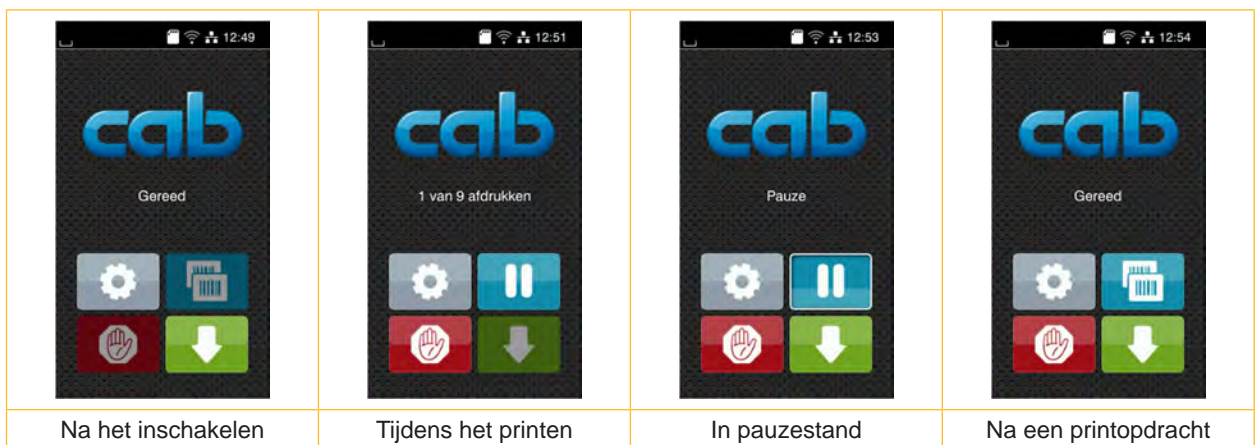 12:49
cab
Gereed
Na het inschakelen
12:51
cab
1 van 9 afdrukken
Tijdens het printen
12:53
cab
Pauze
In pauzestand
12:54
cab
Gereed
Na een printopdracht